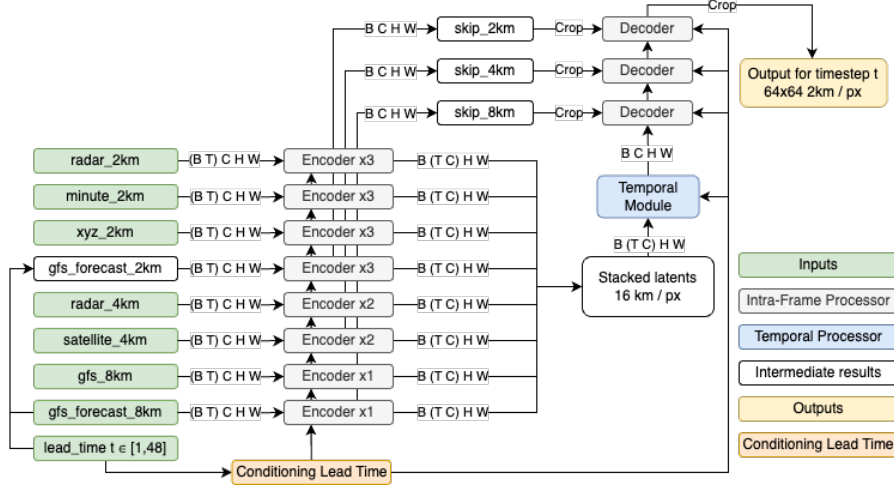 Crop
B C H W
skip_2km
Crop
Decoder
B C H W
skip_4km
Crop
Decoder
Output for timestep t
64x64 2km / px
B C H W
skip_8km
Crop
Decoder
B C H W
radar_2km
(B T) C H W
Encoder x3
B (T C) H W
minute_2km
(B T) C H W
Encoder x3
B (T C) H W
Temporal
Module
xyz_2km
(B T) C H W
Encoder x3
B (T C) H W
B (T C) H W
gfs_forecast_2km
(B T) C H W
Encoder x3
B (T C) H W
Stacked latents
16 km / px
radar_4km
(B T) C H W
Encoder x2
B (T C) H W
satellite_4km
(B T) C H W
Encoder x2
B (T C) H W
gfs_8km
(B T) C H W
Encoder x1
B (T C) H W
gfs_forecast_8km
(B T) C H W
Encoder x1
B (T C) H W
lead_time t ∈ [1,48]
Conditioning Lead Time
Inputs
Intra-Frame Processor
Temporal Processor
Intermediate results
Outputs
Conditioning Lead Time